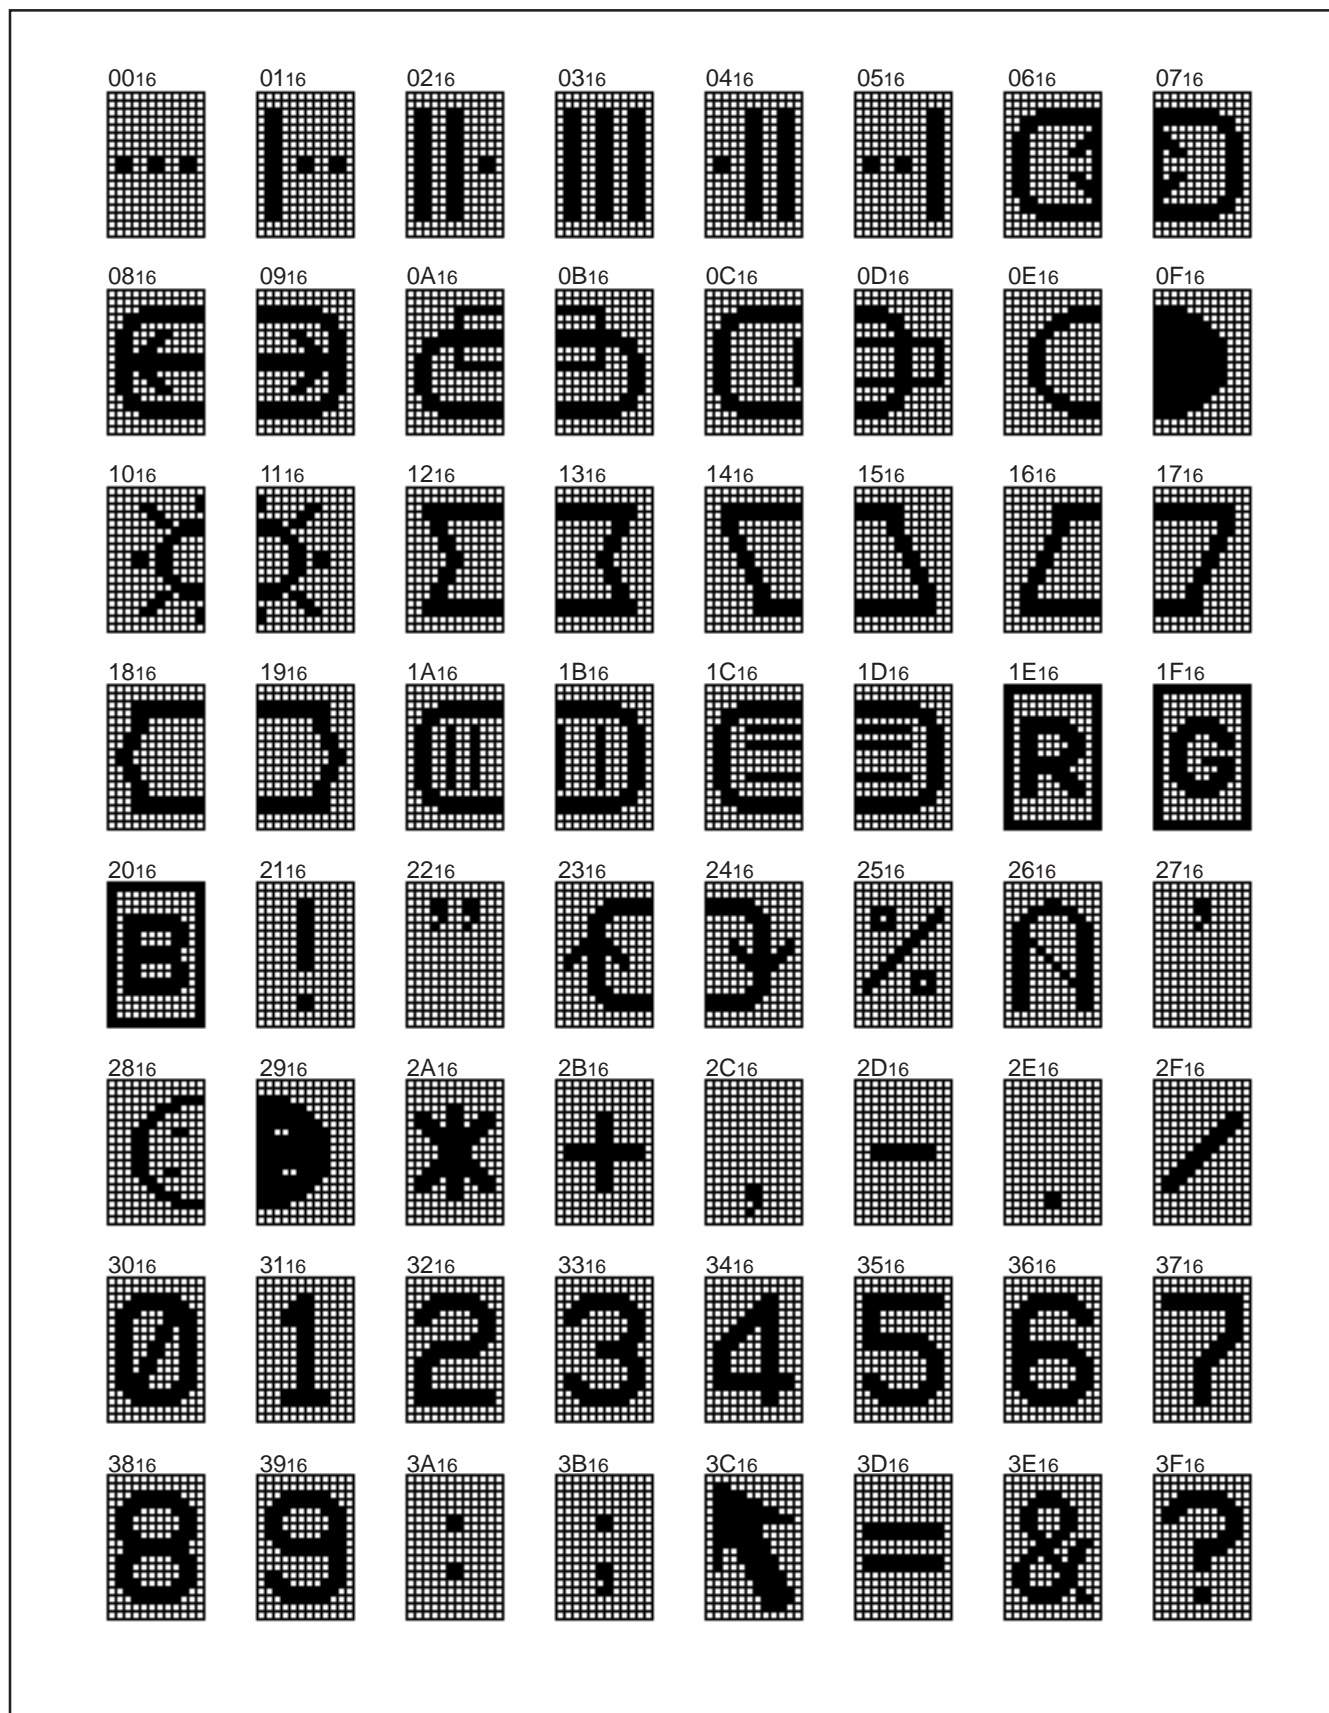 0016 0116 0216 0316 0416 0516 0616 0716
0816 0916 0A16 0B16 0C16 0D16 0E16 0F16
1016 1116 1216 1316 1416 1516 1616 1716
1816 1916 1A16 1B16 1C16 1D16 1E16 1F16
R G
2016 2116 2216 2316 2416 2516 2616 2716
B ! " % '
2816 2916 2A16 2B16 2C16 2D16 2E16 2F16
* + , - . /
3016 3116 3216 3316 3416 3516 3616 3716
0 1 2 3 4 5 6 7
3816 3916 3A16 3B16 3C16 3D16 3E16 3F16
8 9 : ; = & ?